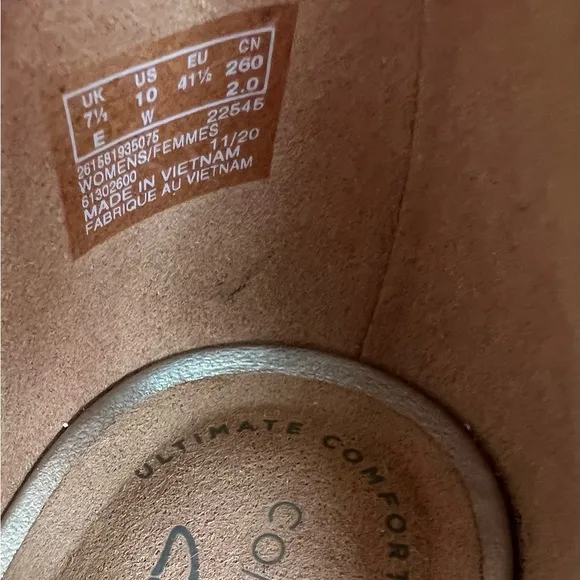 UK US EU CN
7½ 10 41½ 260
E W 2.0
261581935075 22545
WOMENS/FEMMES
61302600 11/20
MADE IN VIETNAM
FABRIQUE AU VIETNAM
ULTIMATE COMFORT